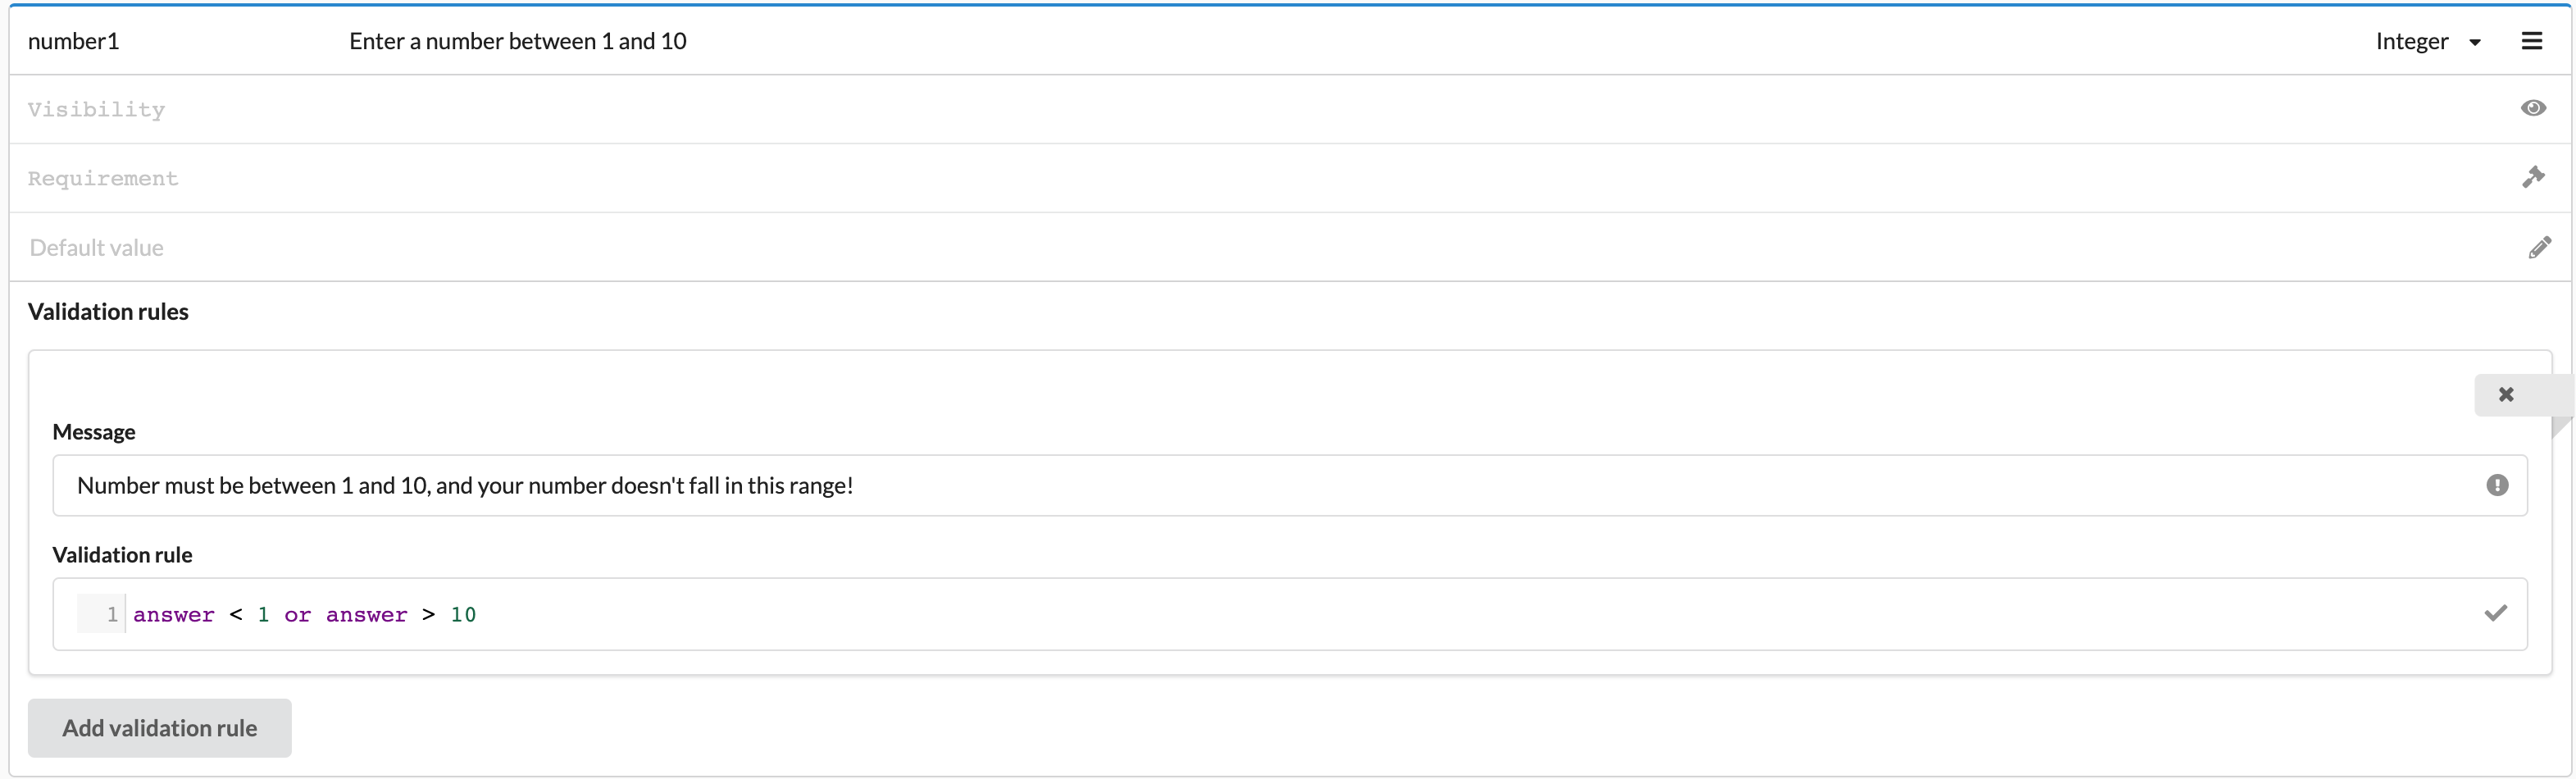 number1 Enter a number between 1 and 10 Integer
Visibility
Requirement
Default value
Validation rules
Message
Number must be between 1 and 10, and your number doesn't fall in this range!
Validation rule
1 answer < 1 or answer > 10
Add validation rule